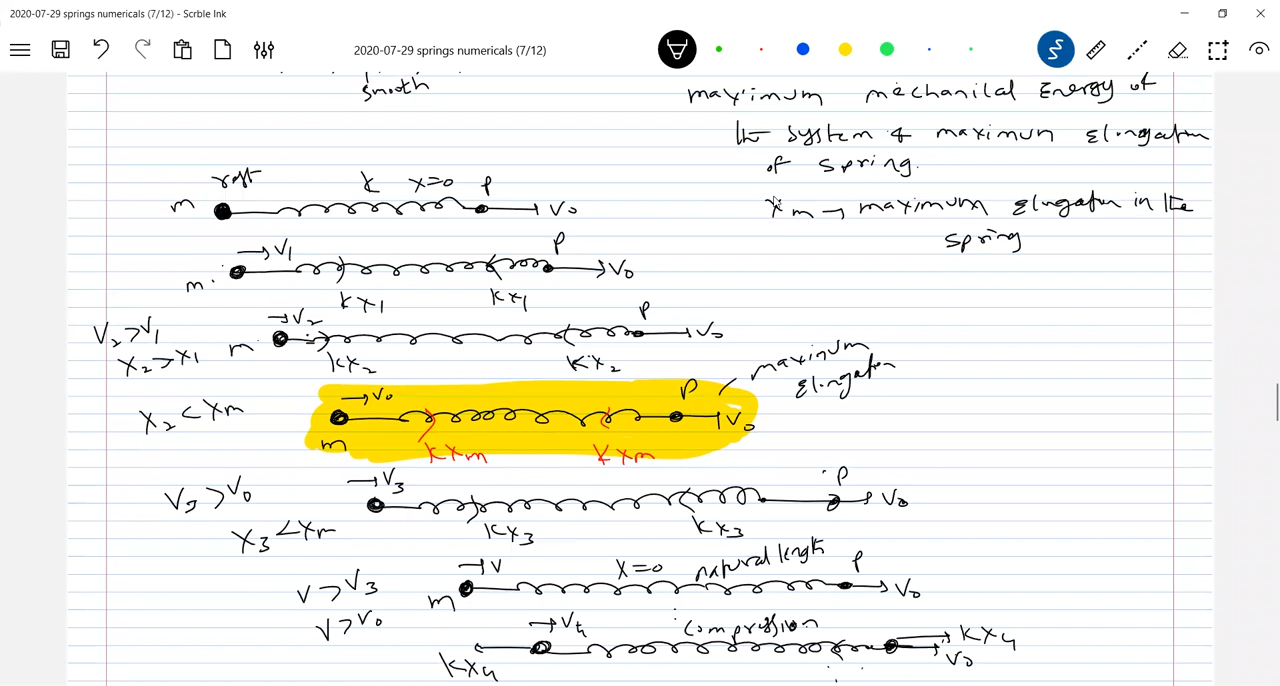 2020-07-29 springs numericals (7/12) - Scrble Ink
2020-07-29 springs numericals (7/12)
smooth
maximum mechanical Energy of
the system & maximum elongation
of spring.
xm → maximum elongation in the
spring
rest
m K x=0 P V0
V1 P
m. V0
Kx1 Kx1
V2 P
V2 > V1 m V0
x2 > x1 Kx2 Kx2
maximum
elongation
V0 P
x2 < xm V0
m Kxm Kxm
V3 P
V3 > V0 V0
x3 < xm Kx3 Kx3
V x=0 natural length P
V > V3 m V0
V > V0 V4 compression Kx4
Kx4 V0